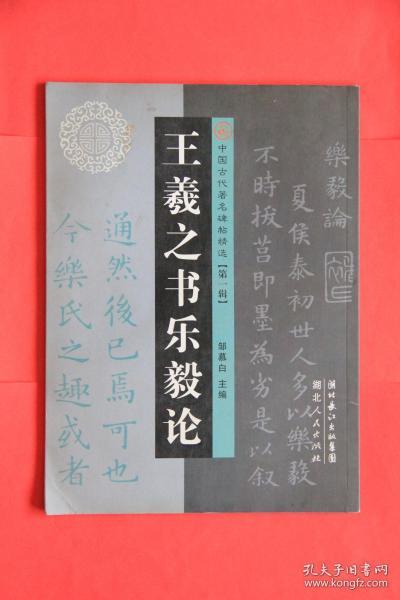 王羲之书乐毅论
中国古代著名碑帖精选【第一辑】
邹慕白 主编
樂毅論
夏侯泰初世人多以樂毅
不時拔莒即墨為劣是以叙
通然後已焉可也
今樂氏之趣或者
湖北长江出版集团
湖北人民出版社
孔夫子旧书网
www.kongfz.com